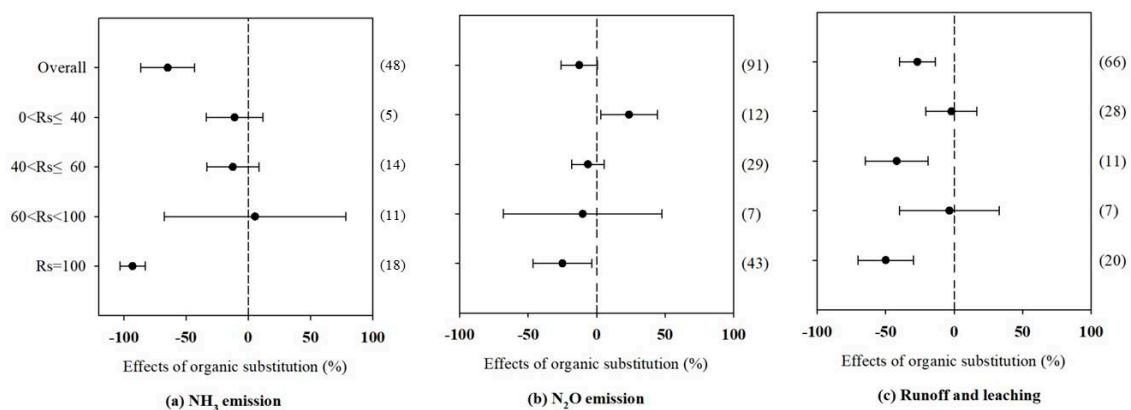 Overall
0<Rs≤ 40
40<Rs≤ 60
60<Rs<100
Rs=100
(48)
(5)
(14)
(11)
(18)
-100 -50 0 50 100
Effects of organic substitution (%)
(a) NH3 emission
(91)
(12)
(29)
(7)
(43)
-100 -50 0 50 100
Effects of organic substitution (%)
(b) N2O emission
(66)
(28)
(11)
(7)
(20)
-100 -50 0 50 100
Effects of organic substitution (%)
(c) Runoff and leaching